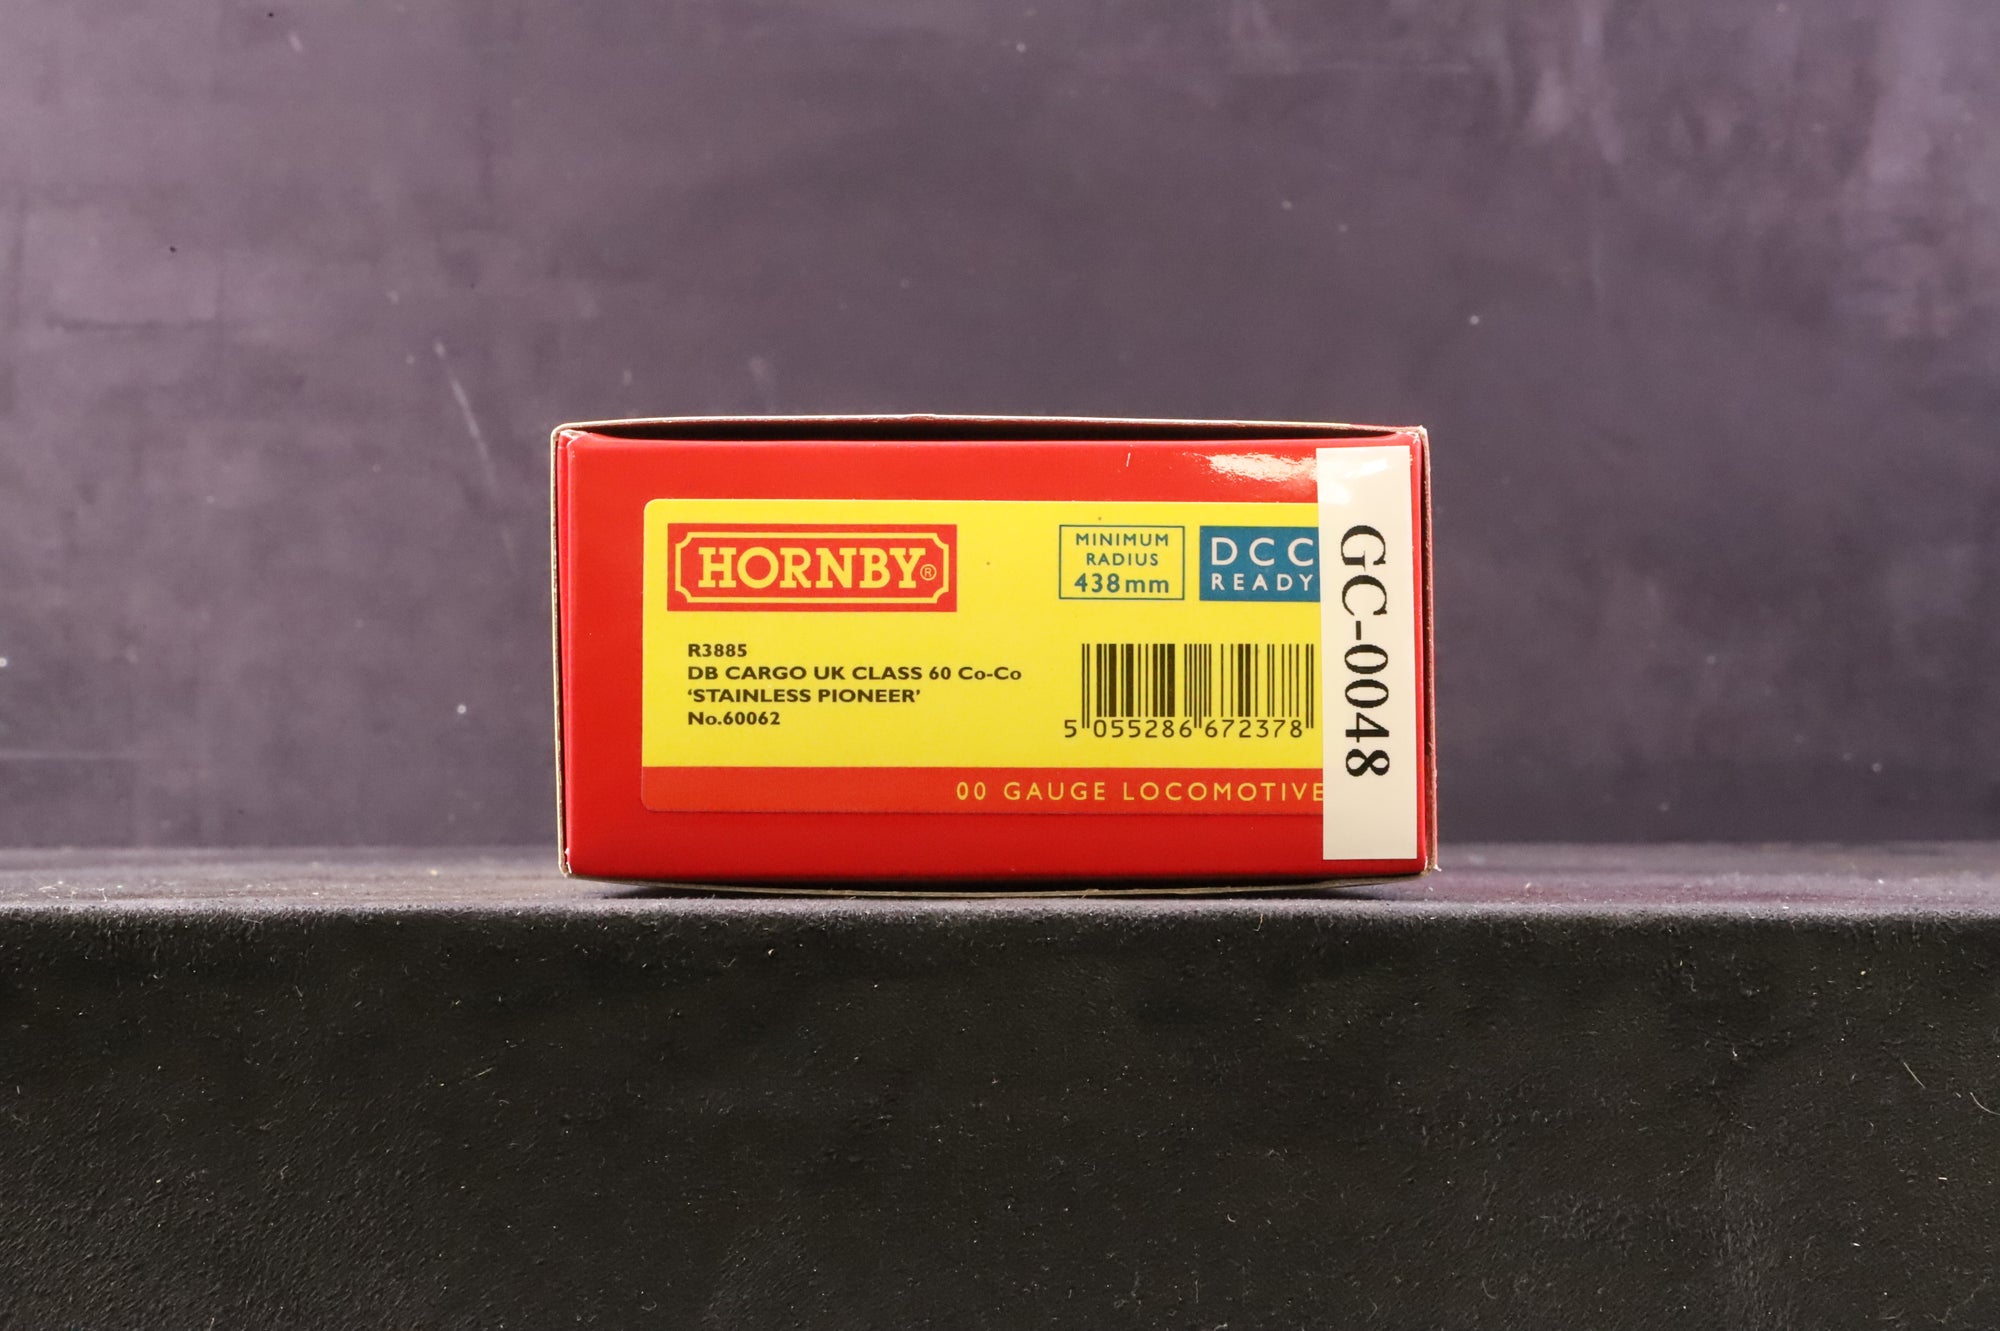 HORNBY®
MINIMUM
RADIUS
438mm
DCC
READY
R3885
DB CARGO UK CLASS 60 Co-Co
‘STAINLESS PIONEER’
No.60062
5 055286 672378
00 GAUGE LOCOMOTIVE
GC-0048